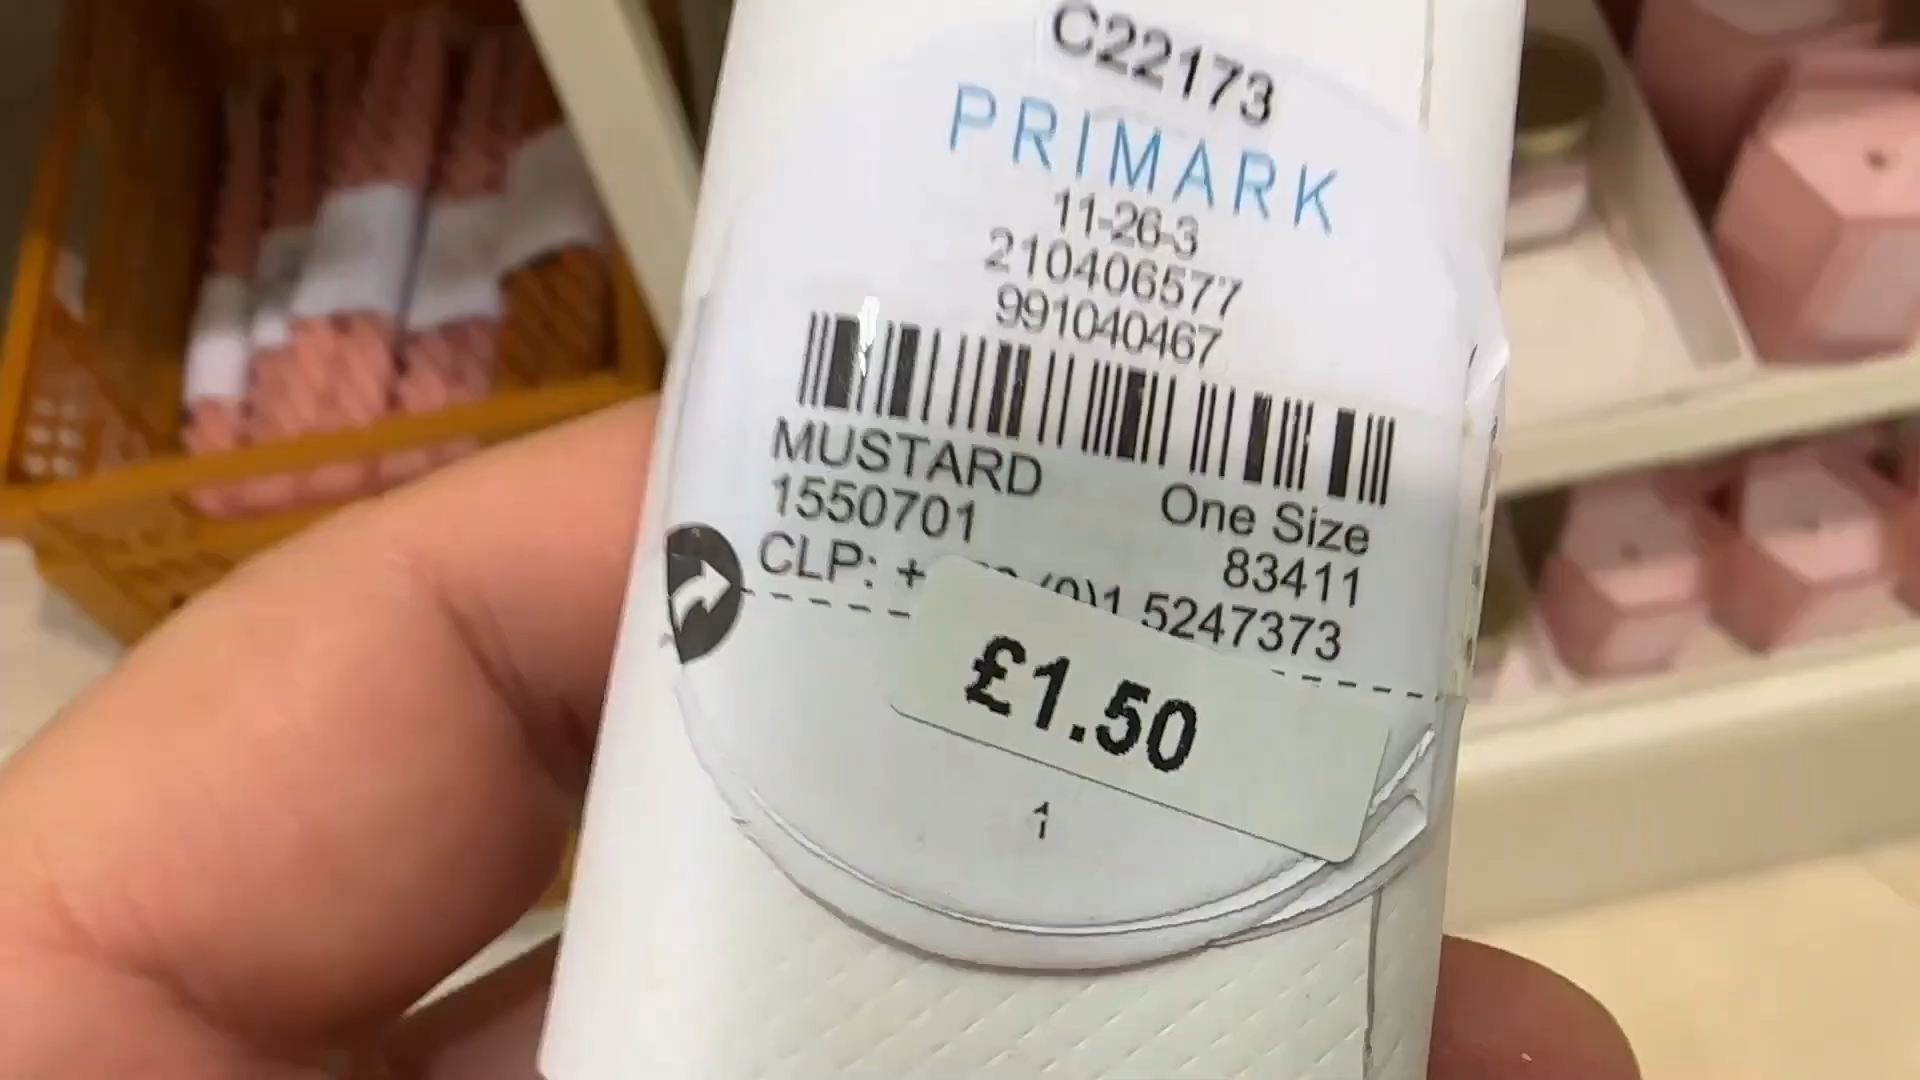 C22173
PRIMARK
11-26-3
210406577
991040467
MUSTARD
One Size
1550701
83411
CLP: + (0)1 5247373
£1.50
1